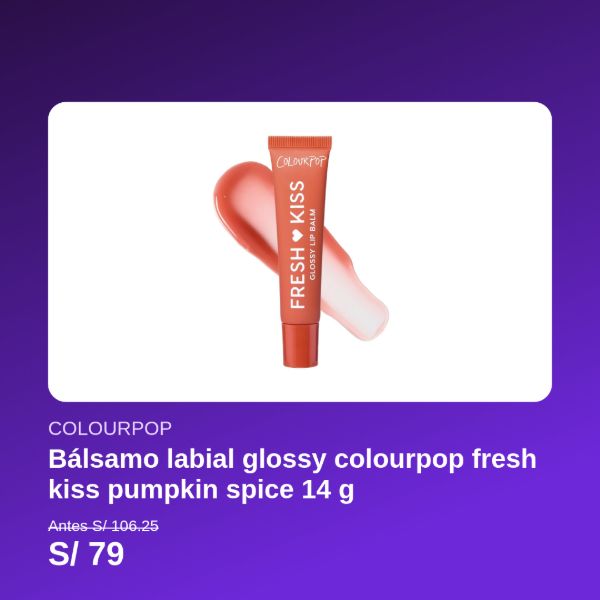 COLOURPOP
FRESH ♥ KISS
GLOSSY LIP BALM
COLOURPOP
Bálsamo labial glossy colourpop fresh
kiss pumpkin spice 14 g
Antes S/ 106.25
S/ 79